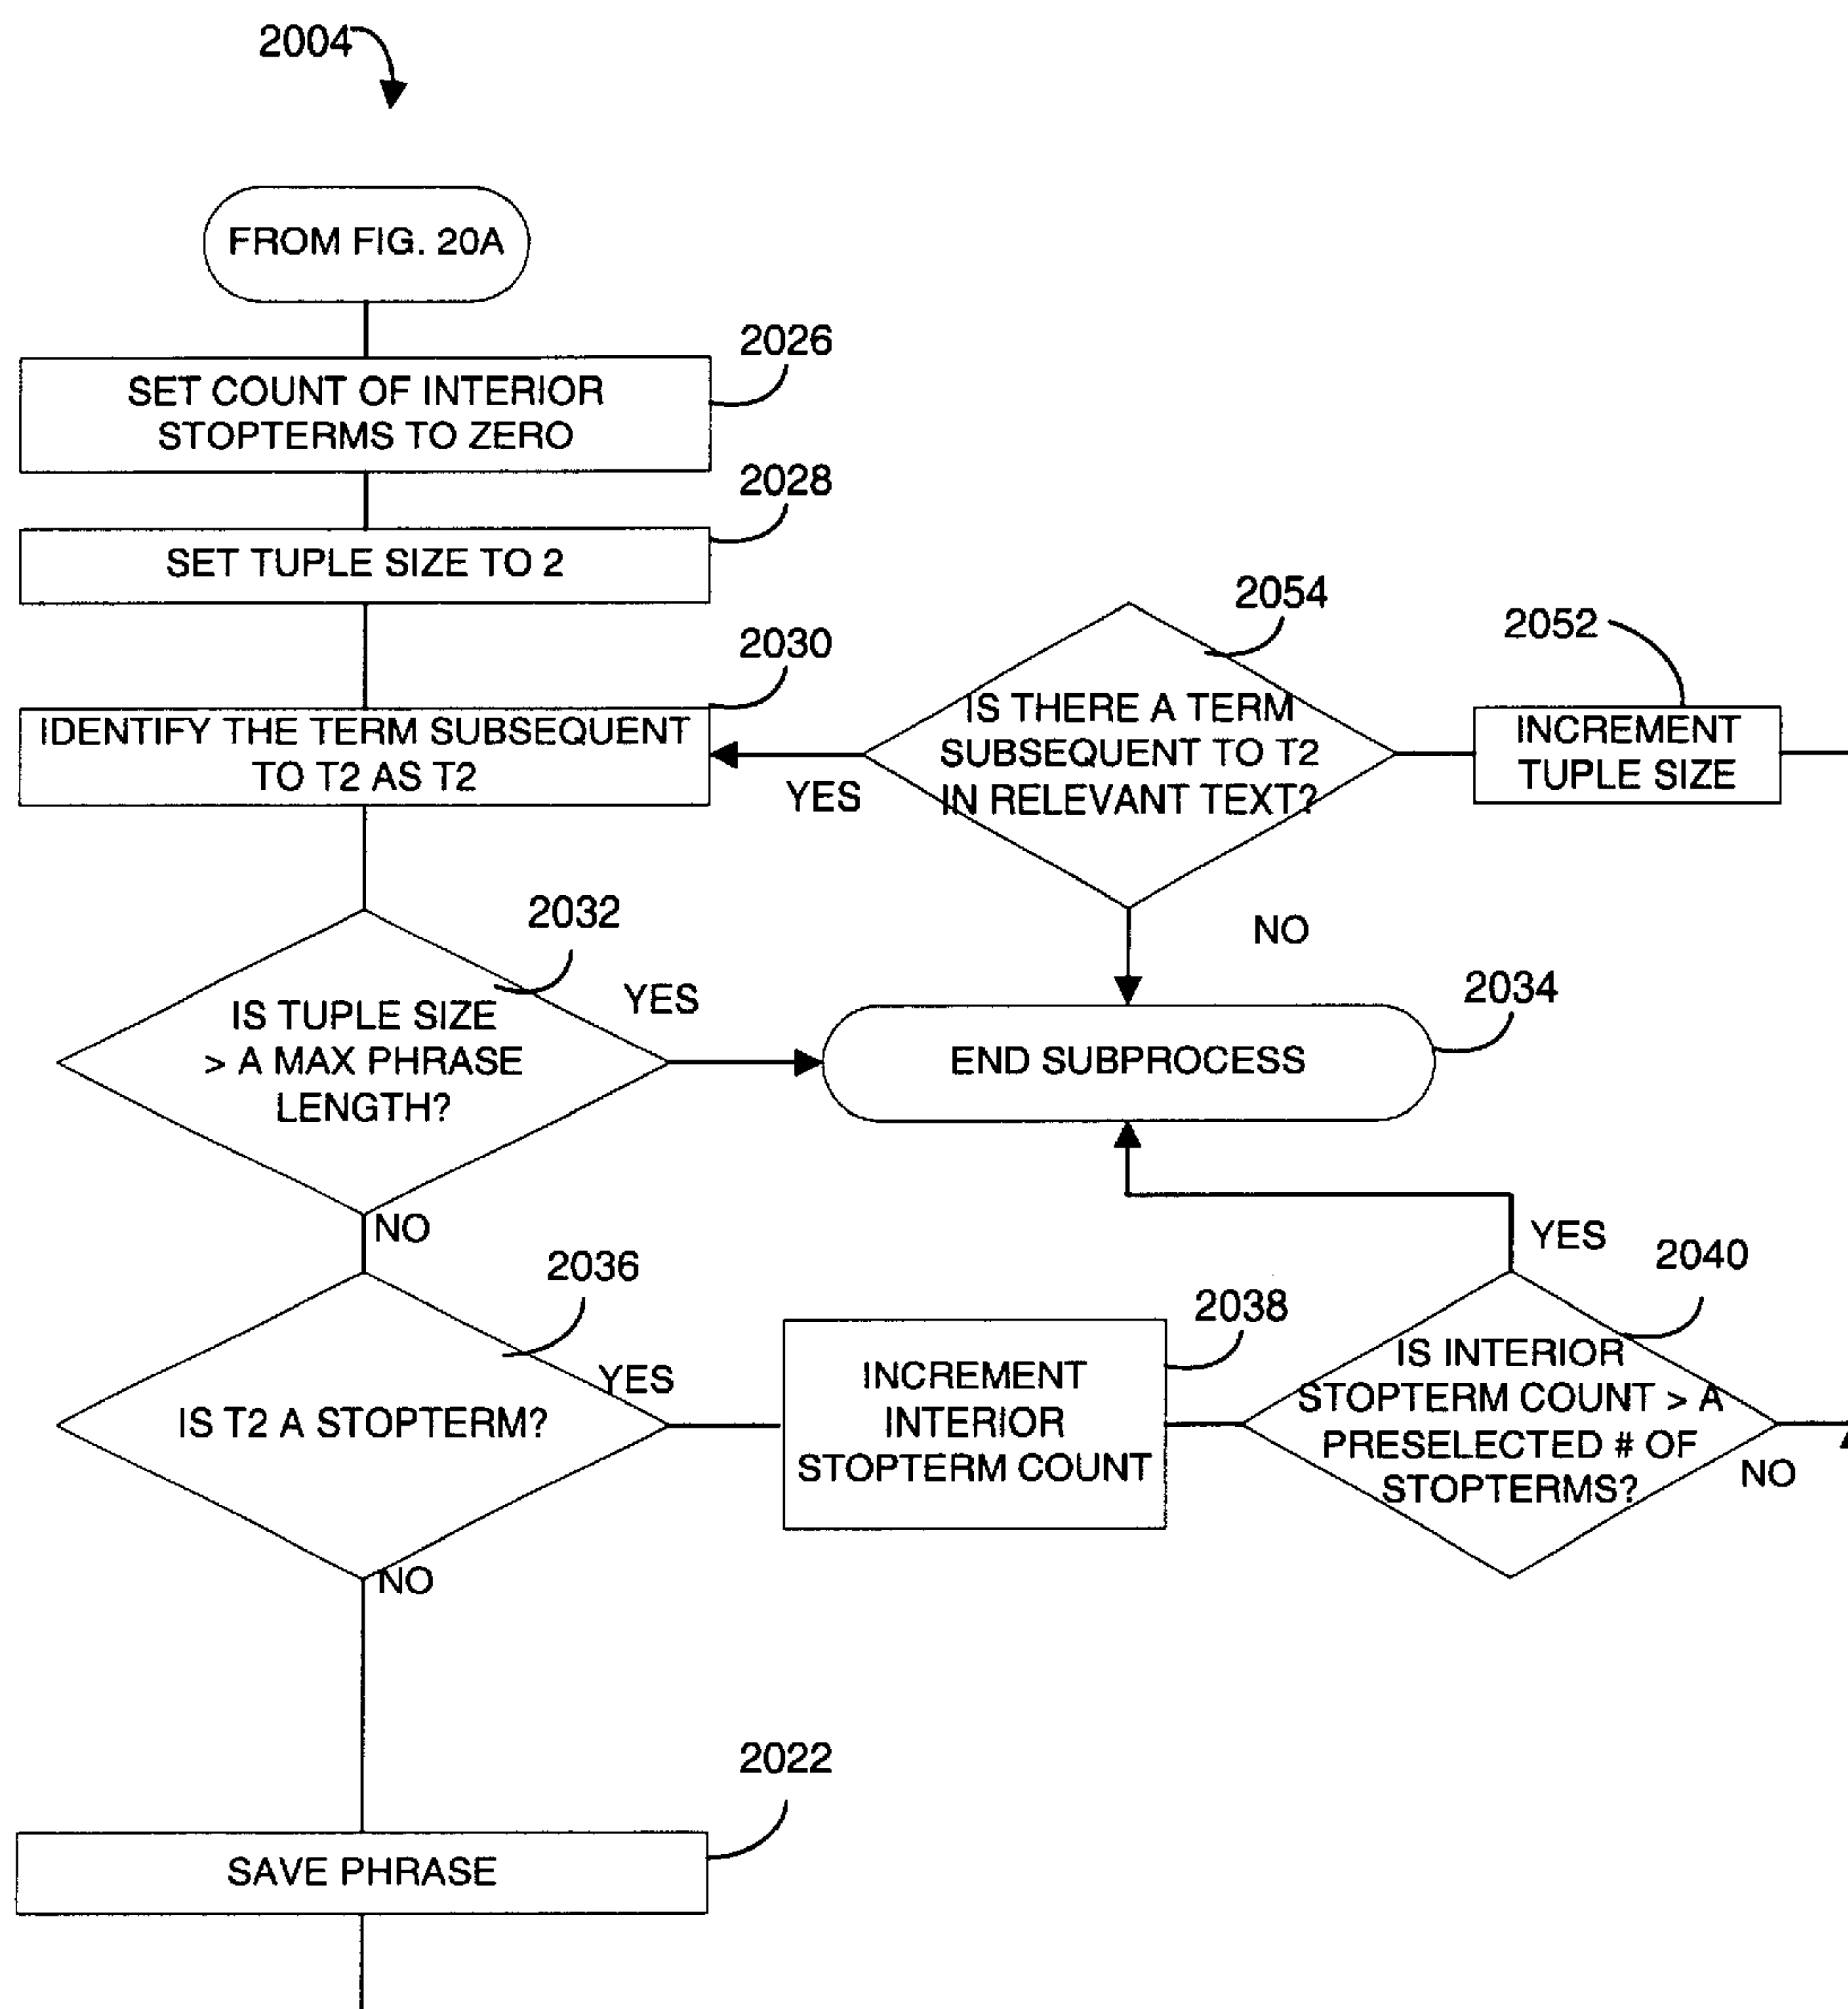 2004
FROM FIG. 20A
2026
SET COUNT OF INTERIOR
STOPTERMS TO ZERO
2028
SET TUPLE SIZE TO 2
2030
IDENTIFY THE TERM SUBSEQUENT
TO T2 AS T2
2054
IS THERE A TERM
SUBSEQUENT TO T2
IN RELEVANT TEXT?
YES
NO
2052
INCREMENT
TUPLE SIZE
2032
IS TUPLE SIZE
> A MAX PHRASE
LENGTH?
YES
NO
2034
END SUBPROCESS
2036
IS T2 A STOPTERM?
YES
NO
2038
INCREMENT
INTERIOR
STOPTERM COUNT
2040
IS INTERIOR
STOPTERM COUNT > A
PRESELECTED # OF
STOPTERMS?
YES
NO
2022
SAVE PHRASE